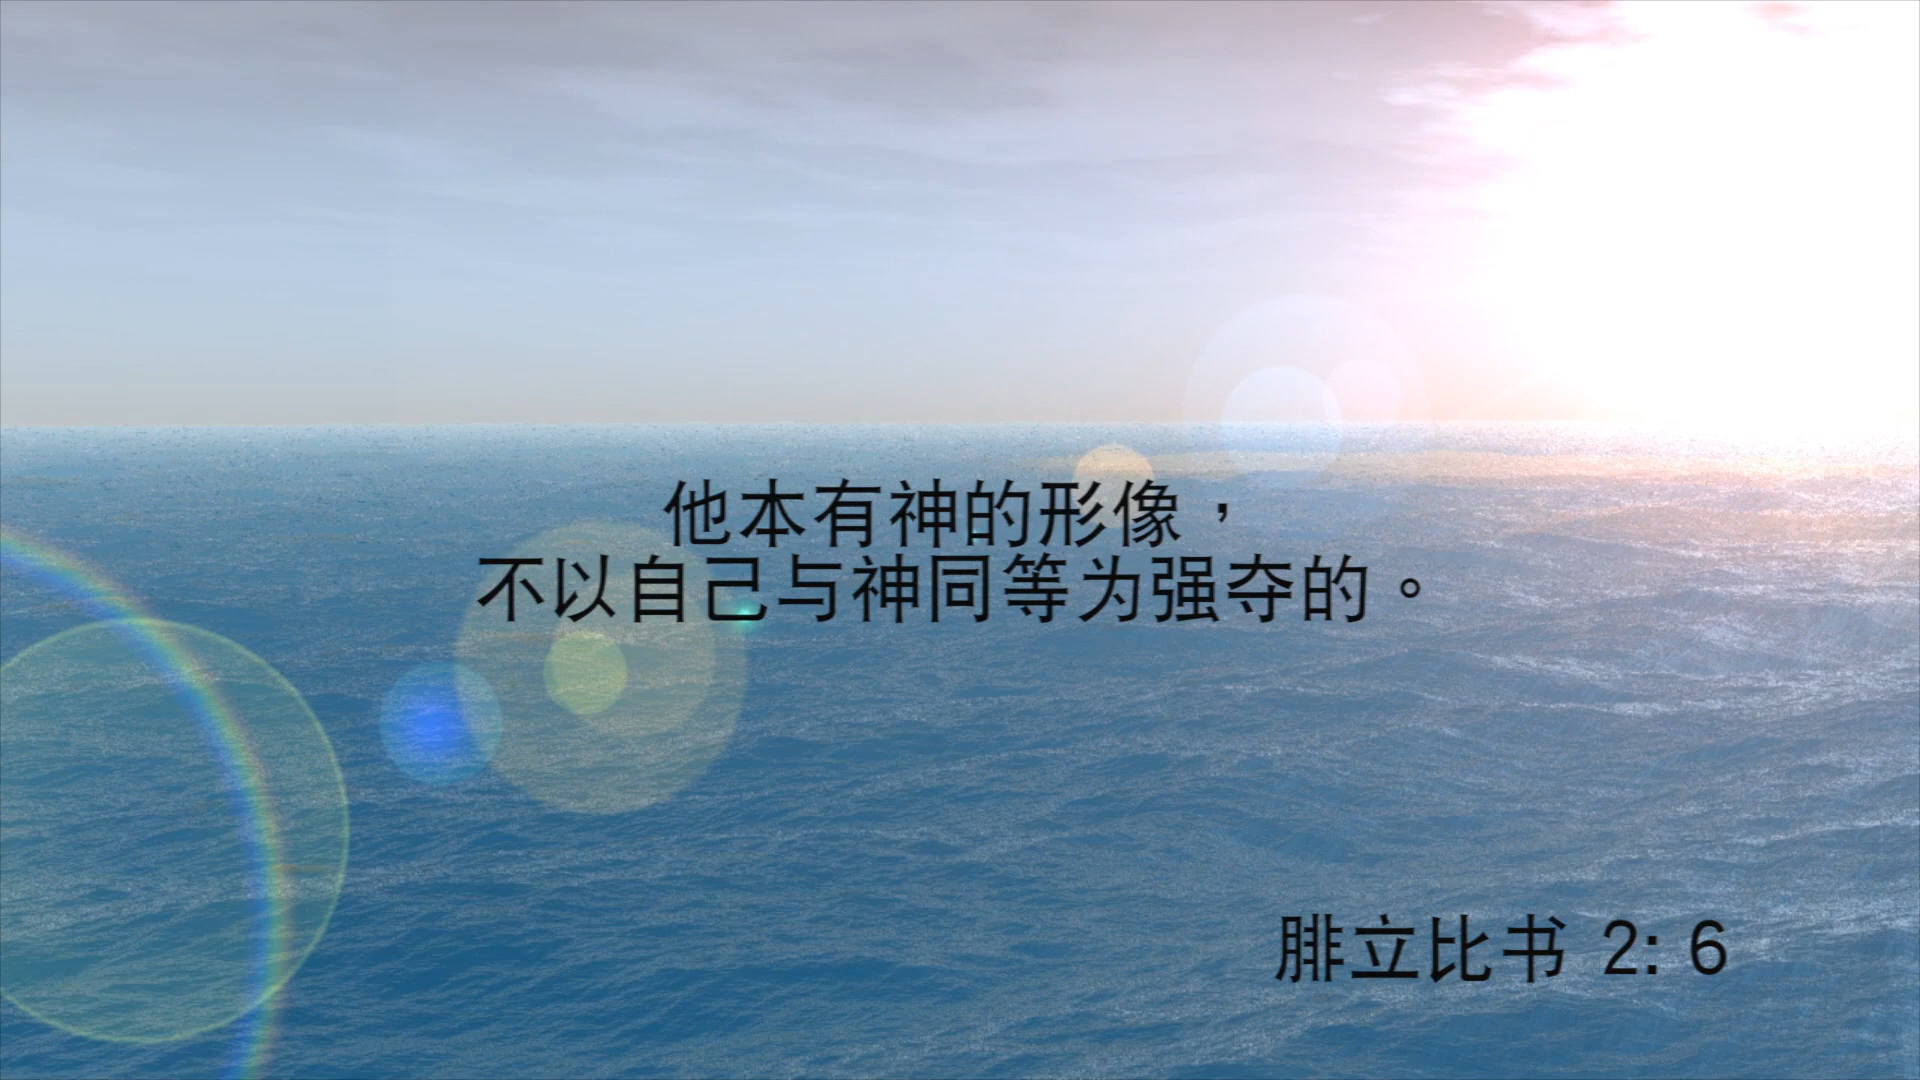 他本有神的形像，
不以自己与神同等为强夺的。
腓立比书 2: 6